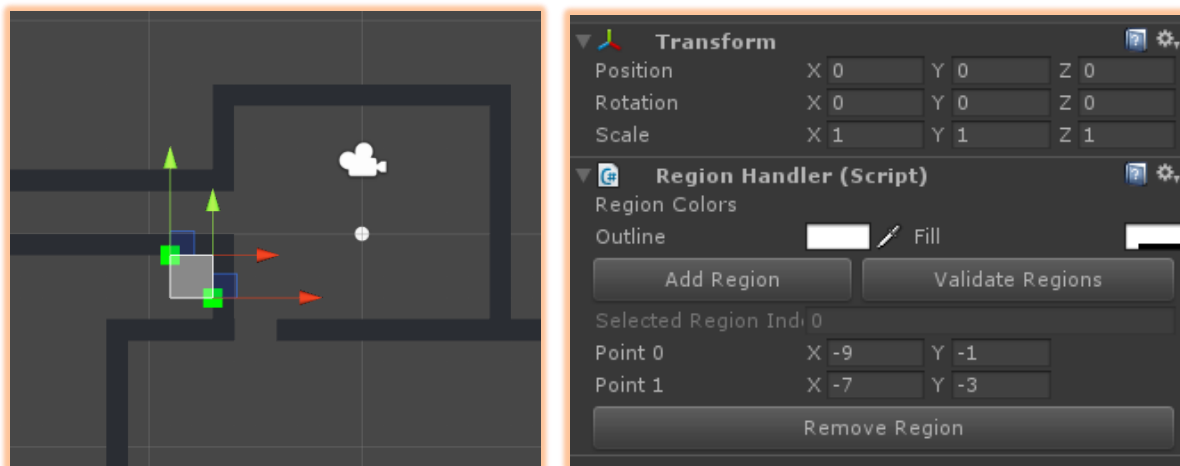 Transform
Position X 0 Y 0 Z 0
Rotation X 0 Y 0 Z 0
Scale X 1 Y 1 Z 1
C# Region Handler (Script)
Region Colors
Outline Fill
Add Region Validate Regions
Selected Region Ind 0
Point 0 X -9 Y -1
Point 1 X -7 Y -3
Remove Region